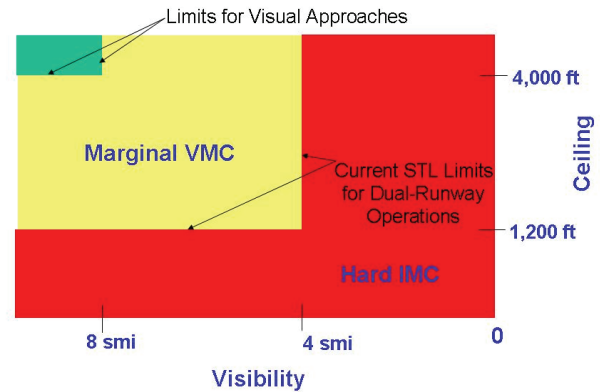 Limits for Visual Approaches
4,000 ft
Marginal VMC
Ceiling
Current STL Limits
for Dual-Runway
Operations
1,200 ft
Hard IMC
8 smi
4 smi
0
Visibility